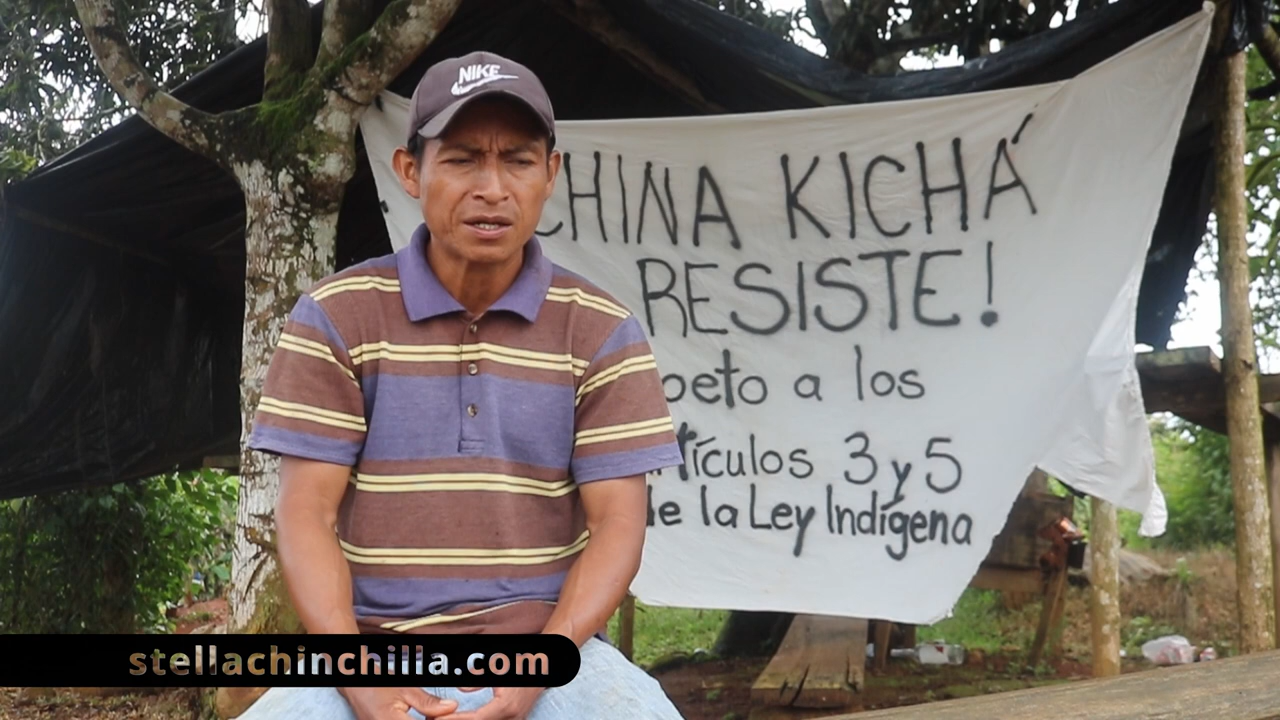 NIKE
CHINA KICHÁ
RESISTE!
peto a los
tículos 3 y 5
de la Ley Indígena
stellachinchilla.com